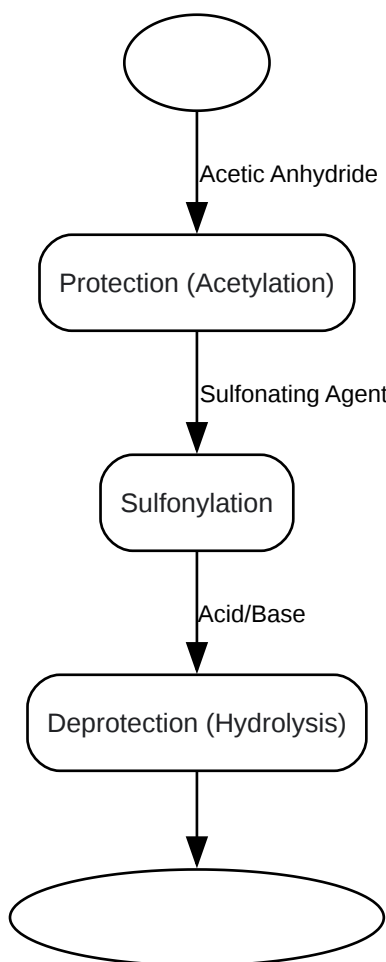 Acetic Anhydride
Protection (Acetylation)
Sulfonating Agent
Sulfonylation
Acid/Base
Deprotection (Hydrolysis)